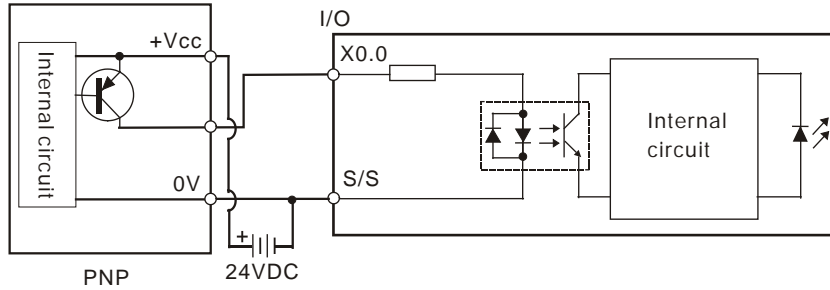 I/O
+Vcc
X0.0
Internal circuit
Internal
circuit
0V
S/S
+
24VDC
PNP